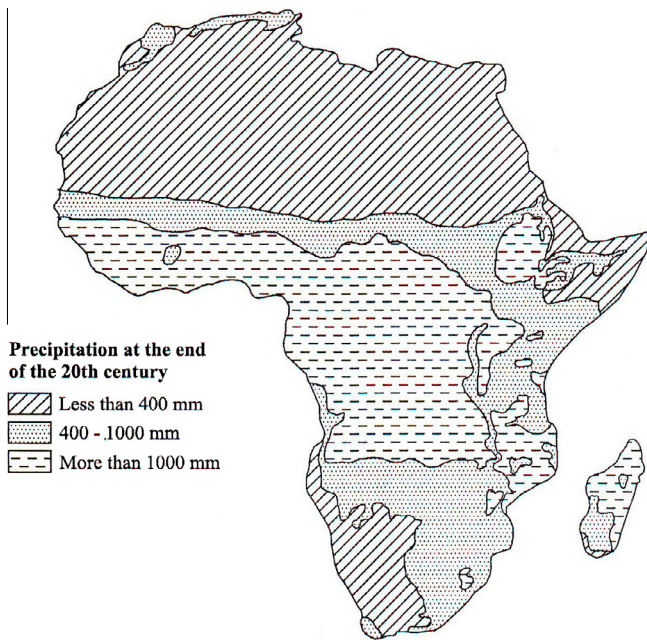 Precipitation at the end
of the 20th century
Less than 400 mm
400 - .1000 mm
More than 1000 mm